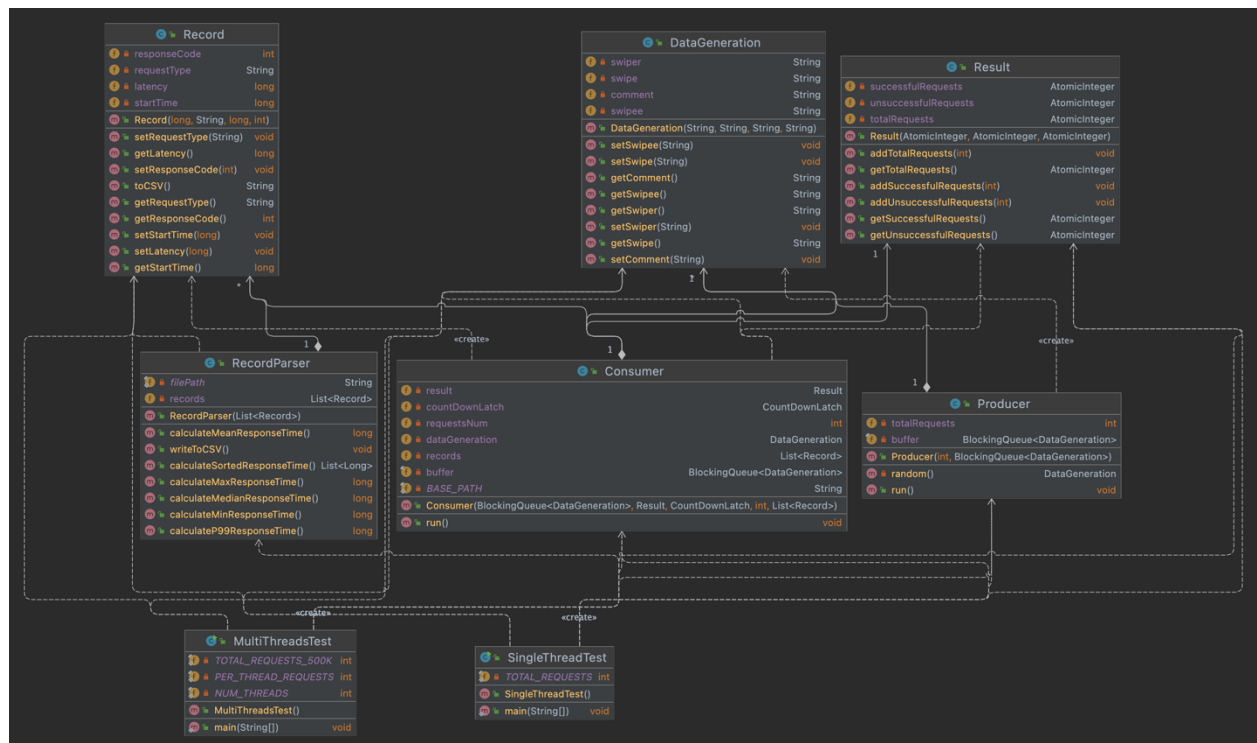 Record
responseCode int
requestType String
latency long
startTime long
Record(long, String, long, int)
setRequestType(String) void
getLatency() long
setResponseCode(int) void
toCSV() String
getRequestType() String
getResponseCode() int
setStartTime(long) void
setLatency(long) void
getStartTime() long
DataGeneration
swiper String
swipe String
comment String
swipee String
DataGeneration(String, String, String, String)
setSwipee(String) void
setSwipe(String) void
getComment() String
getSwipee() String
getSwiper() String
setSwiper(String) void
getSwipe() String
setComment(String) void
Result
successfulRequests AtomicInteger
unsuccessfulRequests AtomicInteger
totalRequests AtomicInteger
Result(AtomicInteger, AtomicInteger, AtomicInteger)
addTotalRequests(int) void
getTotalRequests() AtomicInteger
addSuccessfulRequests(int) void
addUnsuccessfulRequests(int) void
getSuccessfulRequests() AtomicInteger
getUnsuccessfulRequests() AtomicInteger
1
*
«create»
«create»
1
1
1
RecordParser
filePath String
records List<Record>
RecordParser(List<Record>)
calculateMeanResponseTime() long
writeToCSV() void
calculateSortedResponseTime() List<Long>
calculateMaxResponseTime() long
calculateMedianResponseTime() long
calculateMinResponseTime() long
calculateP99ResponseTime() long
Consumer
result Result
countDownLatch CountDownLatch
requestsNum int
dataGeneration DataGeneration
records List<Record>
buffer BlockingQueue<DataGeneration>
BASE_PATH String
Consumer(BlockingQueue<DataGeneration>, Result, CountDownLatch, int, List<Record>)
run() void
Producer
totalRequests int
buffer BlockingQueue<DataGeneration>
Producer(int, BlockingQueue<DataGeneration>)
random() DataGeneration
run() void
«create»
«create»
MultiThreadsTest
TOTAL_REQUESTS_500K int
PER_THREAD_REQUESTS int
NUM_THREADS int
MultiThreadsTest()
main(String[]) void
SingleThreadTest
TOTAL_REQUESTS int
SingleThreadTest()
main(String[]) void